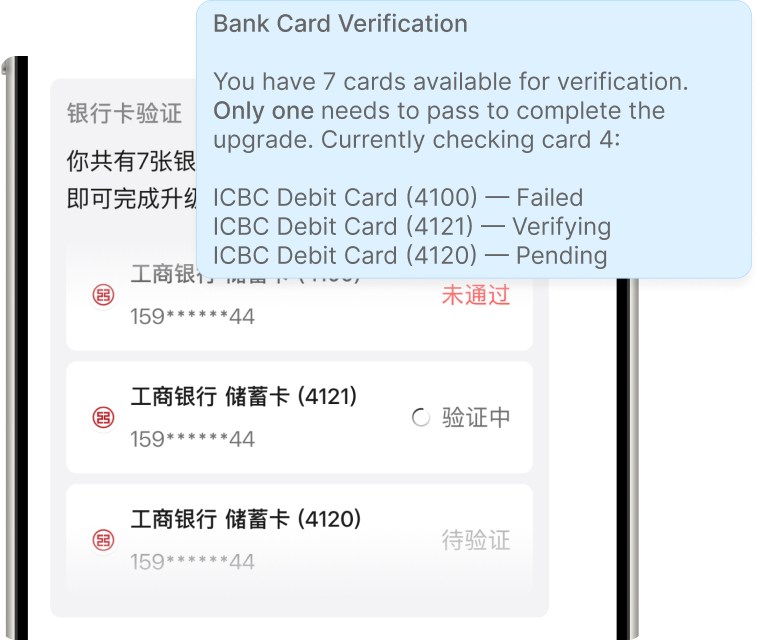 Bank Card Verification
You have 7 cards available for verification.
Only one needs to pass to complete the
upgrade. Currently checking card 4:
ICBC Debit Card (4100) — Failed
ICBC Debit Card (4121) — Verifying
ICBC Debit Card (4120) — Pending
银行卡验证
你共有7张银
即可完成升级
工商银行
未通过
159******44
工商银行 储蓄卡 (4121)
验证中
159******44
工商银行 储蓄卡 (4120)
待验证
159******44